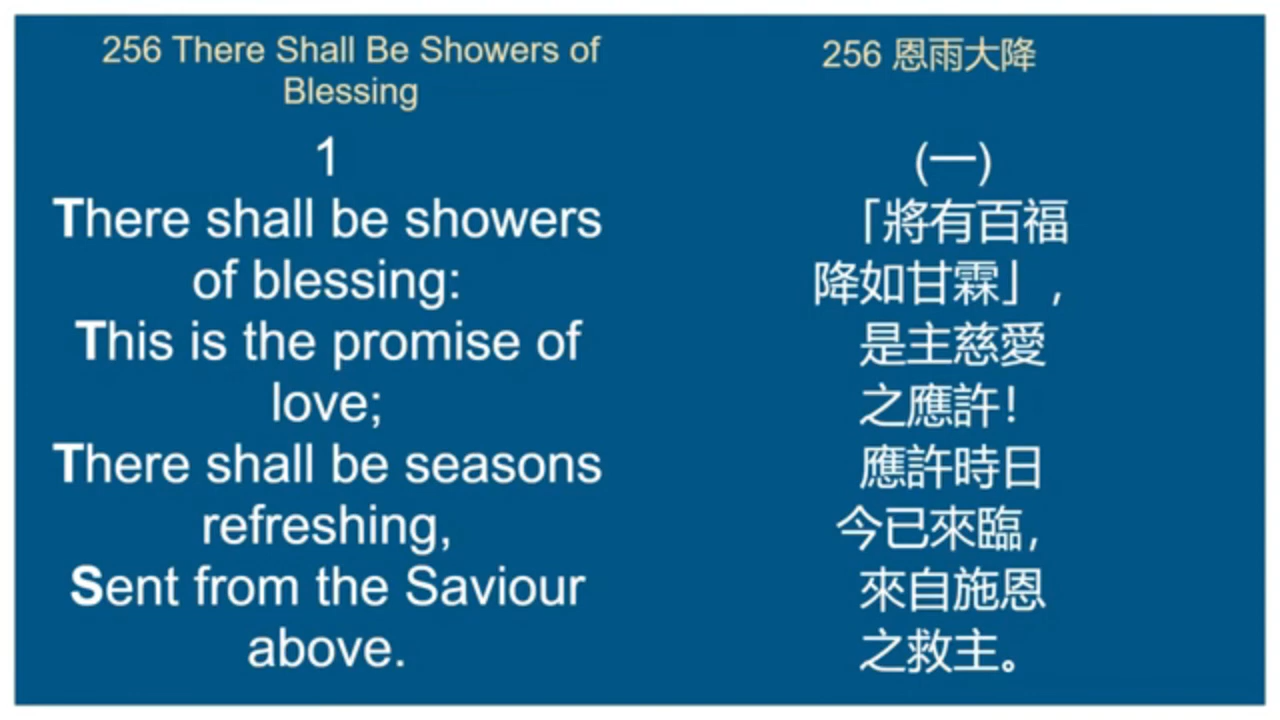 256 There Shall Be Showers of
Blessing
1
There shall be showers
of blessing:
This is the promise of
love;
There shall be seasons
refreshing,
Sent from the Saviour
above.
256 恩雨大降
(一)
「將有百福
降如甘霖」,
是主慈愛
之應許!
應許時日
今已來臨,
來自施恩
之救主。